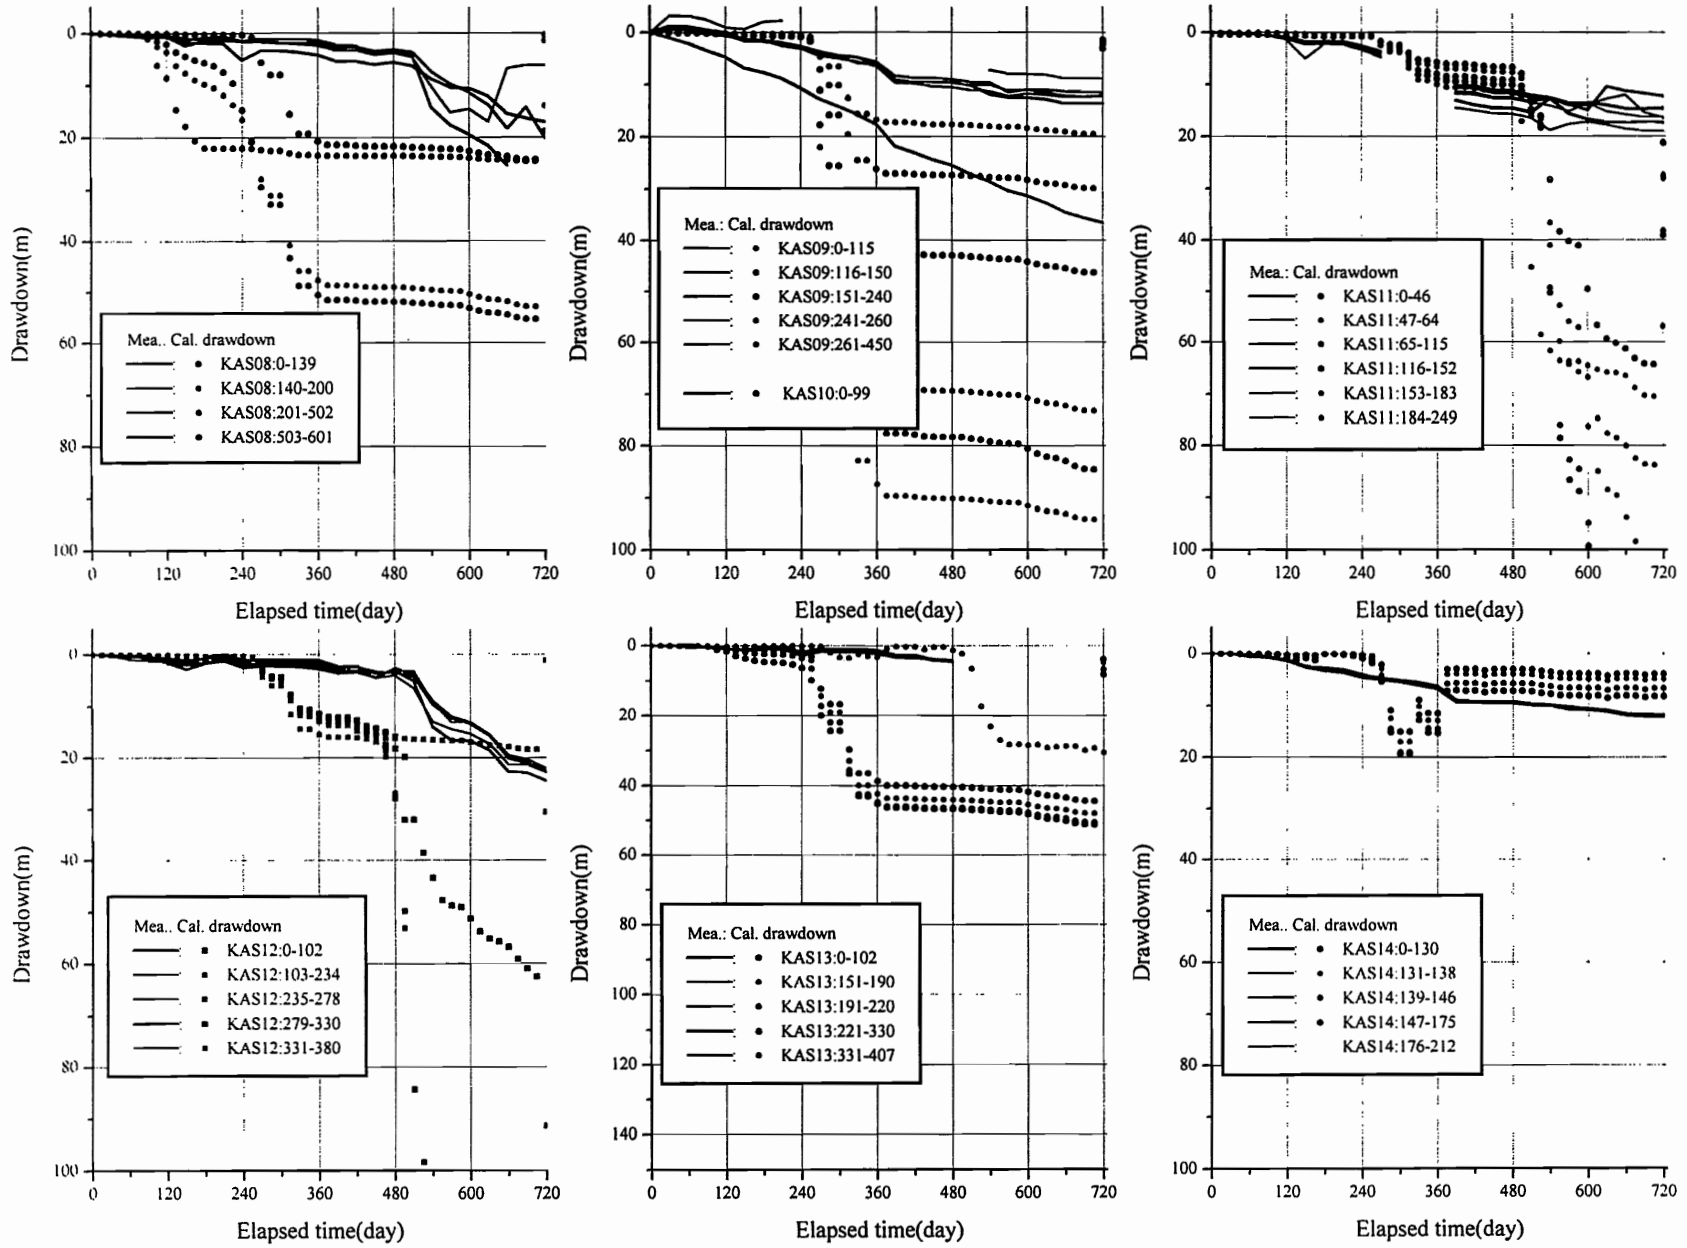 0
20
40
60
80
100
Drawdown(m)
Mea.. Cal. drawdown
KAS08:0-139
KAS08:140-200
KAS08:201-502
KAS08:503-601
0 120 240 360 480 600 720
Elapsed time(day)
0
20
40
60
80
100
Drawdown(m)
Mea.: Cal. drawdown
KAS09:0-115
KAS09:116-150
KAS09:151-240
KAS09:241-260
KAS09:261-450
KAS10:0-99
0 120 240 360 480 600 720
Elapsed time(day)
0
20
40
60
80
100
Drawdown(m)
Mea.: Cal. drawdown
KAS11:0-46
KAS11:47-64
KAS11:65-115
KAS11:116-152
KAS11:153-183
KAS11:184-249
0 120 240 360 480 600 720
Elapsed time(day)
0
20
40
60
80
100
Drawdown(m)
Mea.. Cal. drawdown
KAS12:0-102
KAS12:103-234
KAS12:235-278
KAS12:279-330
KAS12:331-380
0 120 240 360 480 600 720
Elapsed time(day)
0
20
40
60
80
100
120
140
Drawdown(m)
Mea.: Cal. drawdown
KAS13:0-102
KAS13:151-190
KAS13:191-220
KAS13:221-330
KAS13:331-407
0 120 240 360 480 600 720
Elapsed time(day)
0
20
40
60
80
100
Drawdown(m)
Mea.. Cal. drawdown
KAS14:0-130
KAS14:131-138
KAS14:139-146
KAS14:147-175
KAS14:176-212
0 120 240 360 480 600 720
Elapsed time(day)